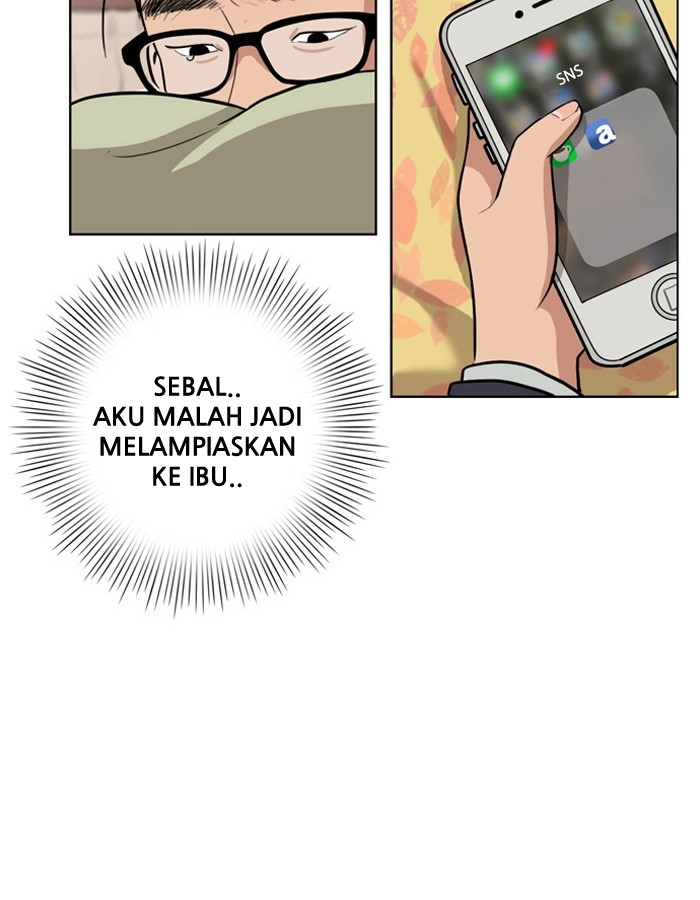 SNS
a
SEBAL..
AKU MALAH JADI
MELAMPIASKAN
KE IBU..